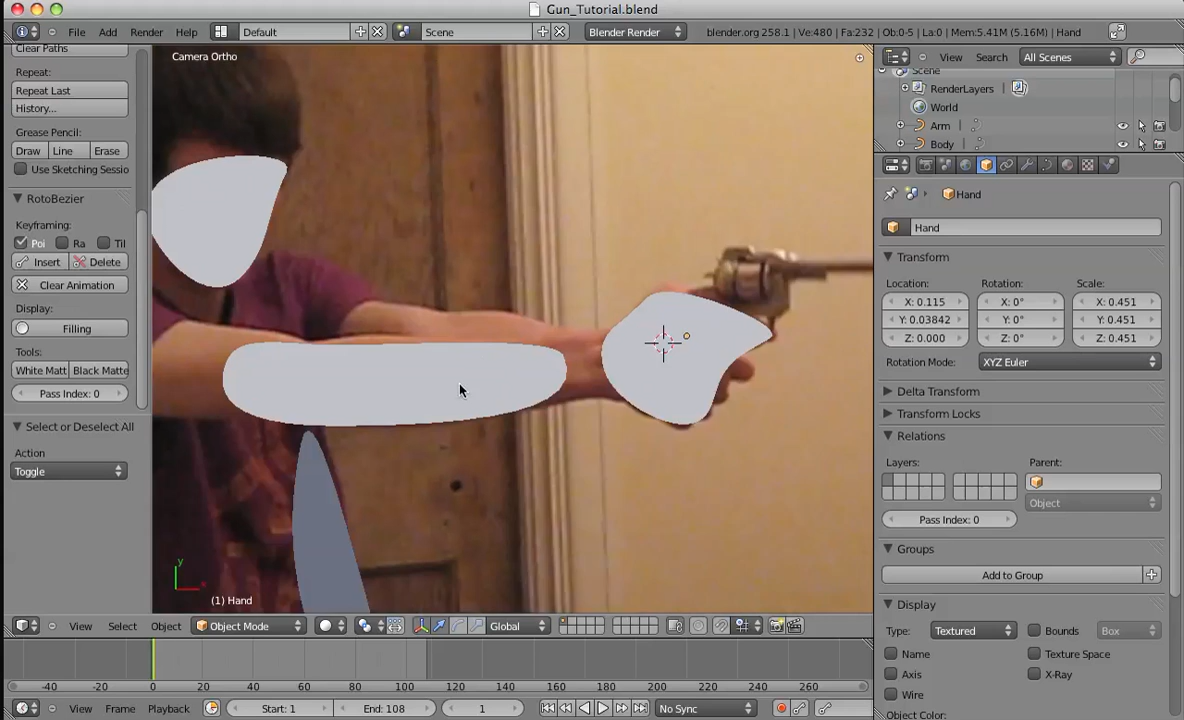 Gun_Tutorial.blend
File Add Render Help Default Scene Blender Render blender.org 258.1 | Ve:480 | Fa:232 | Ob:0-5 | La:0 | Mem:5.41M (5.16M) | Hand
Clear Paths
Repeat:
Repeat Last
History...
Grease Pencil:
Draw Line Erase
Use Sketching Sessio
RotoBezier
Keyframing:
Poi Ra Til
Insert Delete
Clear Animation
Display:
Filling
Tools:
White Matt Black Matte
Pass Index: 0
Select or Deselect All
Action
Toggle
Camera Ortho
y
(1) Hand
View Select Object Object Mode Global
-40 -20 0 20 40 60 80 100 120 140 160 180 200 220 240 260
View Frame Playback Start: 1 End: 108 1 No Sync
View Search All Scenes
Scene
RenderLayers
World
Arm
Body
Hand
Hand
Transform
Location: Rotation: Scale:
X: 0.115 X: 0° X: 0.451
Y: 0.03842 Y: 0° Y: 0.451
Z: 0.000 Z: 0° Z: 0.451
Rotation Mode: XYZ Euler
Delta Transform
Transform Locks
Relations
Layers: Parent:
Object
Pass Index: 0
Groups
Add to Group
Display
Type: Textured Bounds Box
Name Texture Space
Axis X-Ray
Wire
Object Color: